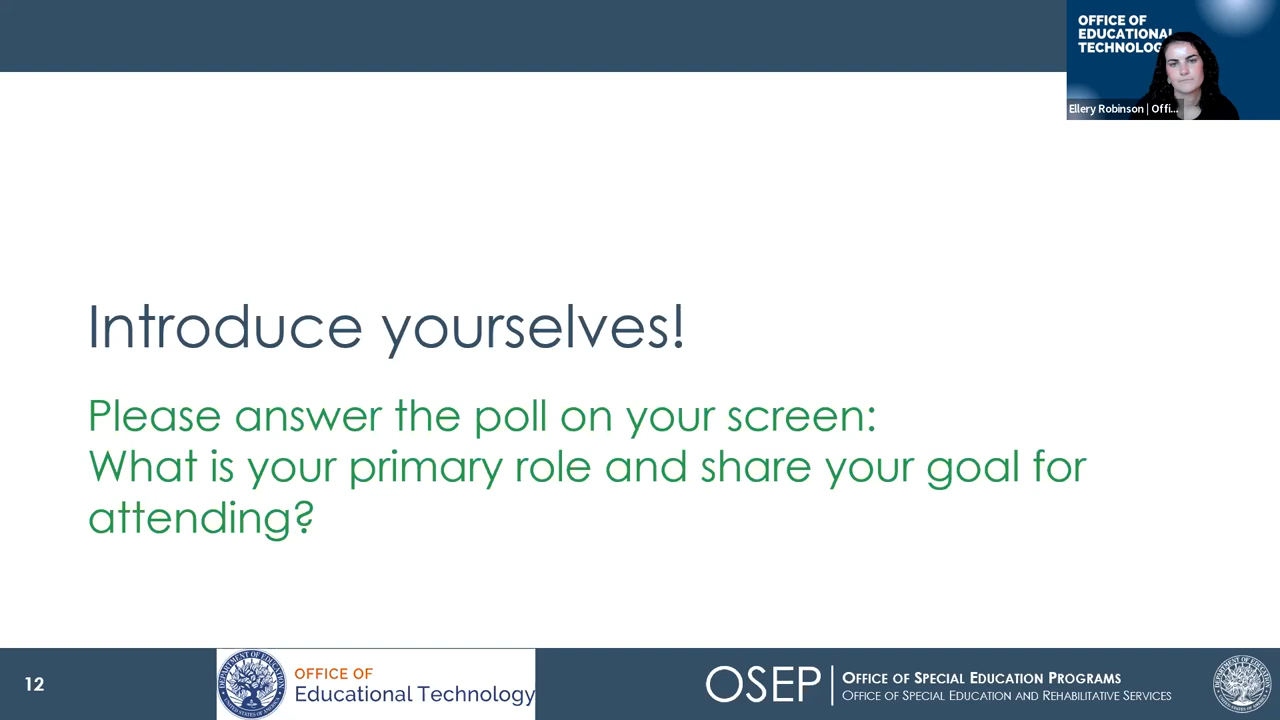 OFFICE OF
EDUCATIONAL
TECHNOLOG
Ellery Robinson | Offi...
Introduce yourselves!
Please answer the poll on your screen:
What is your primary role and share your goal for
attending?
12
OFFICE OF
Educational Technology
OSEP
OFFICE OF SPECIAL EDUCATION PROGRAMS
OFFICE OF SPECIAL EDUCATION AND REHABILITATIVE SERVICES